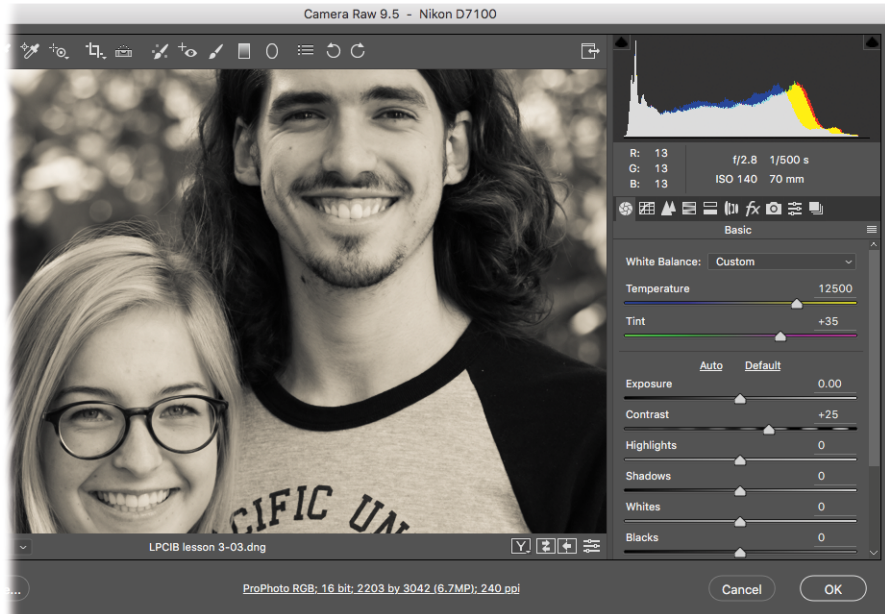 Camera Raw 9.5 - Nikon D7100
R: 13
G: 13
B: 13
f/2.8 1/500 s
ISO 140 70 mm
Basic
White Balance: Custom
Temperature 12500
Tint +35
Auto Default
Exposure 0.00
Contrast +25
Highlights 0
Shadows 0
Whites 0
Blacks 0
CIFIC UN
LPCIB lesson 3-03.dng
Y
ProPhoto RGB; 16 bit; 2203 by 3042 (6.7MP); 240 ppi
Cancel OK